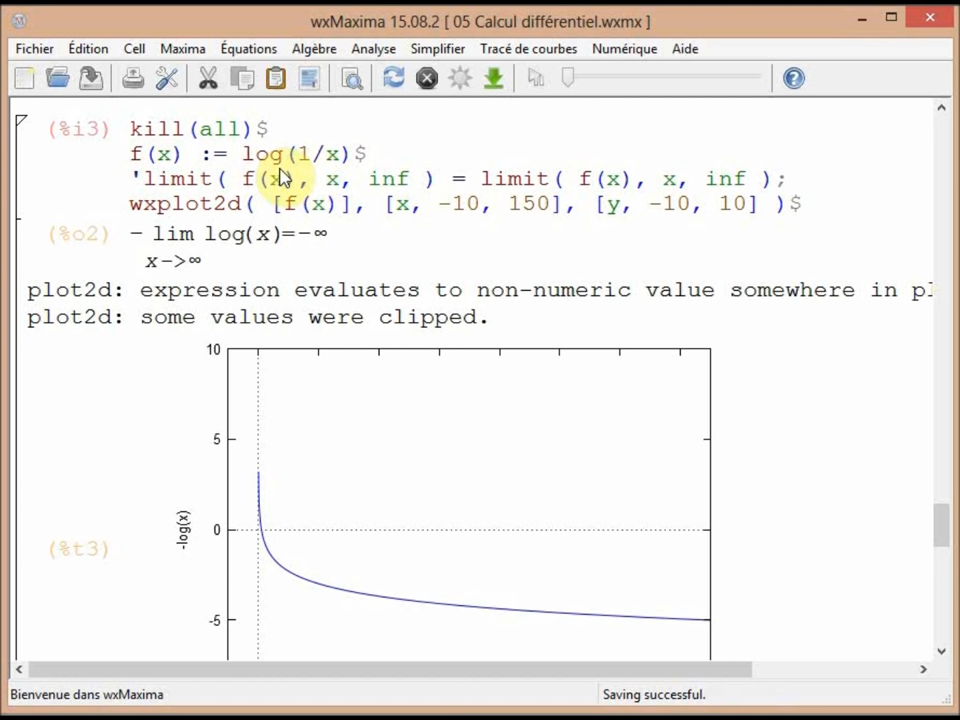 wxMaxima 15.08.2 [ 05 Calcul différentiel.wxmx ]
Fichier Édition Cell Maxima Équations Algèbre Analyse Simplifier Tracé de courbes Numérique Aide
(%i3) kill(all)$
f(x) := log(1/x)$
'limit( f(x), x, inf ) = limit( f(x), x, inf );
wxplot2d( [f(x)], [x, -10, 150], [y, -10, 10] )$
(%o2) - lim log(x)=-∞
x->∞
plot2d: expression evaluates to non-numeric value somewhere in pl
plot2d: some values were clipped.
10
5
-log(x)
0
(%t3)
-5
Bienvenue dans wxMaxima Saving successful.